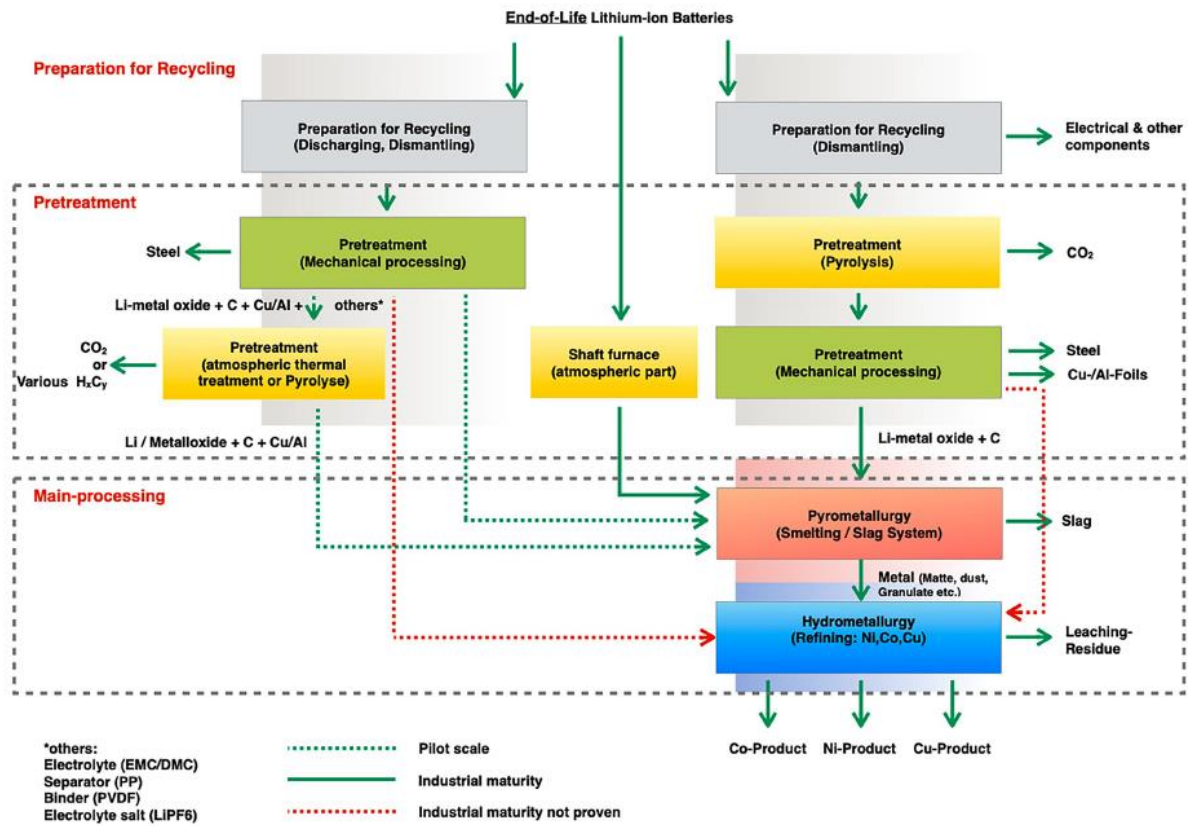 End-of-Life Lithium-ion Batteries
Preparation for Recycling
Preparation for Recycling
(Discharging, Dismantling)
Preparation for Recycling
(Dismantling)
Electrical & other
components
Pretreatment
Steel
Pretreatment
(Mechanical processing)
Pretreatment
(Pyrolysis)
CO₂
Li-metal oxide + C + Cu/Al + others*
CO₂
or
Various HₓCᵧ
Pretreatment
(atmospheric thermal
treatment or Pyrolyse)
Shaft furnace
(atmospheric part)
Pretreatment
(Mechanical processing)
Steel
Cu-/Al-Foils
Li / Metalloxide + C + Cu/Al
Li-metal oxide + C
Main-processing
Pyrometallurgy
(Smelting / Slag System)
Slag
Metal (Matte, dust,
Granulate etc.)
Hydrometallurgy
(Refining: Ni,Co,Cu)
Leaching-
Residue
Co-Product
Ni-Product
Cu-Product
*others:
Electrolyte (EMC/DMC)
Separator (PP)
Binder (PVDF)
Electrolyte salt (LiPF6)
Pilot scale
Industrial maturity
Industrial maturity not proven